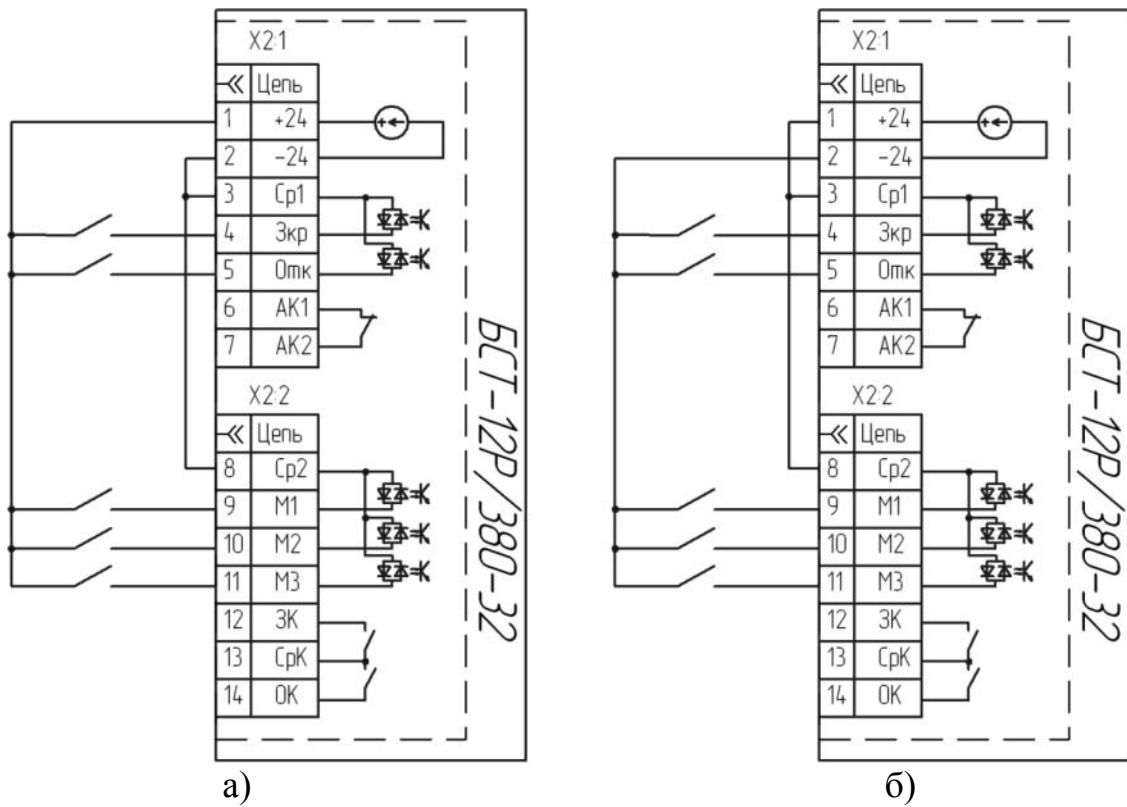 X2:1
Цепь
1 +24
2 -24
3 Ср1
4 Зкр
5 Отк
6 АК1
7 АК2
X2:2
Цепь
8 Ср2
9 М1
10 М2
11 М3
12 ЗК
13 СрК
14 ОК
БСТ-12Р/380-32
а)
X2:1
Цепь
1 +24
2 -24
3 Ср1
4 Зкр
5 Отк
6 АК1
7 АК2
X2:2
Цепь
8 Ср2
9 М1
10 М2
11 М3
12 ЗК
13 СрК
14 ОК
БСТ-12Р/380-32
б)